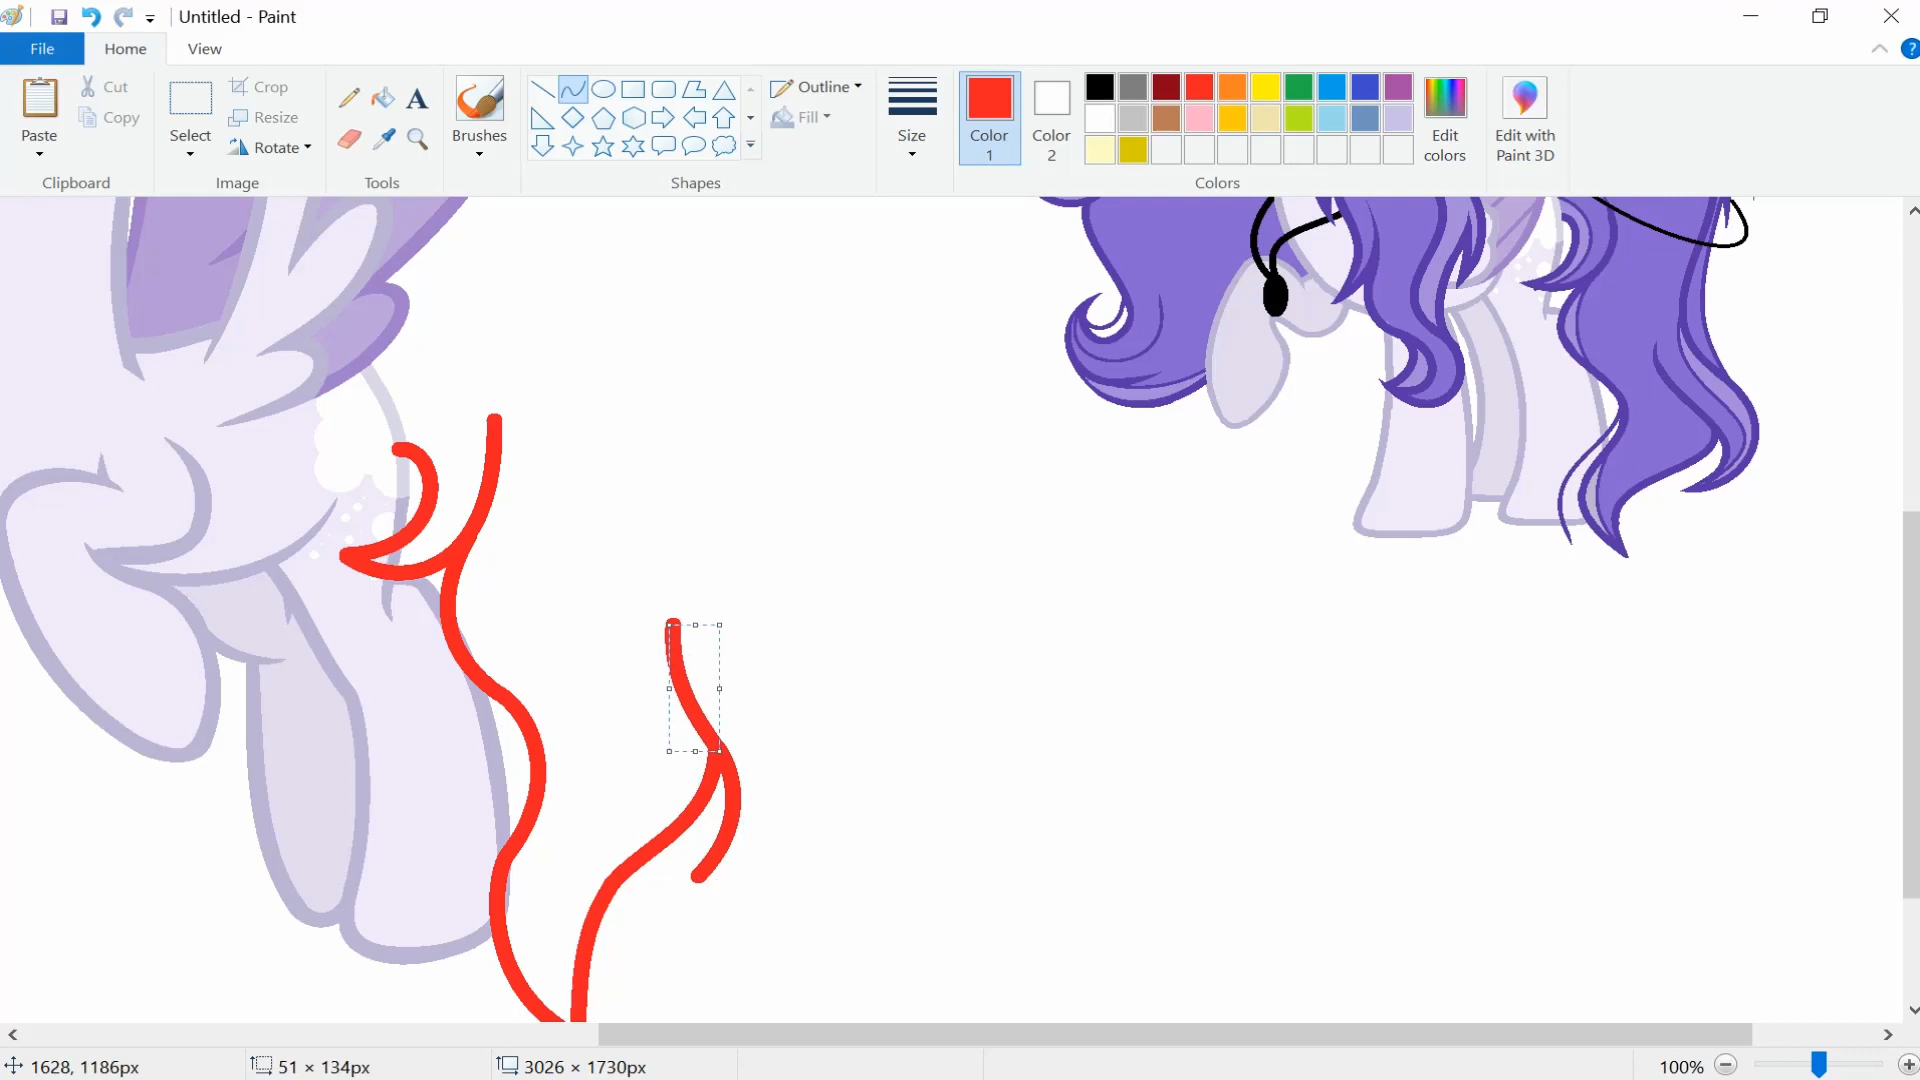 Untitled - Paint
File Home View
Paste
Cut
Copy
Clipboard
Select
Crop
Resize
Rotate
Image
A
Tools
Brushes
Outline
Fill
Shapes
Size
Color 1
Color 2
Colors
Edit colors
Edit with Paint 3D
?
1628, 1186px
51 × 134px
3026 × 1730px
100%